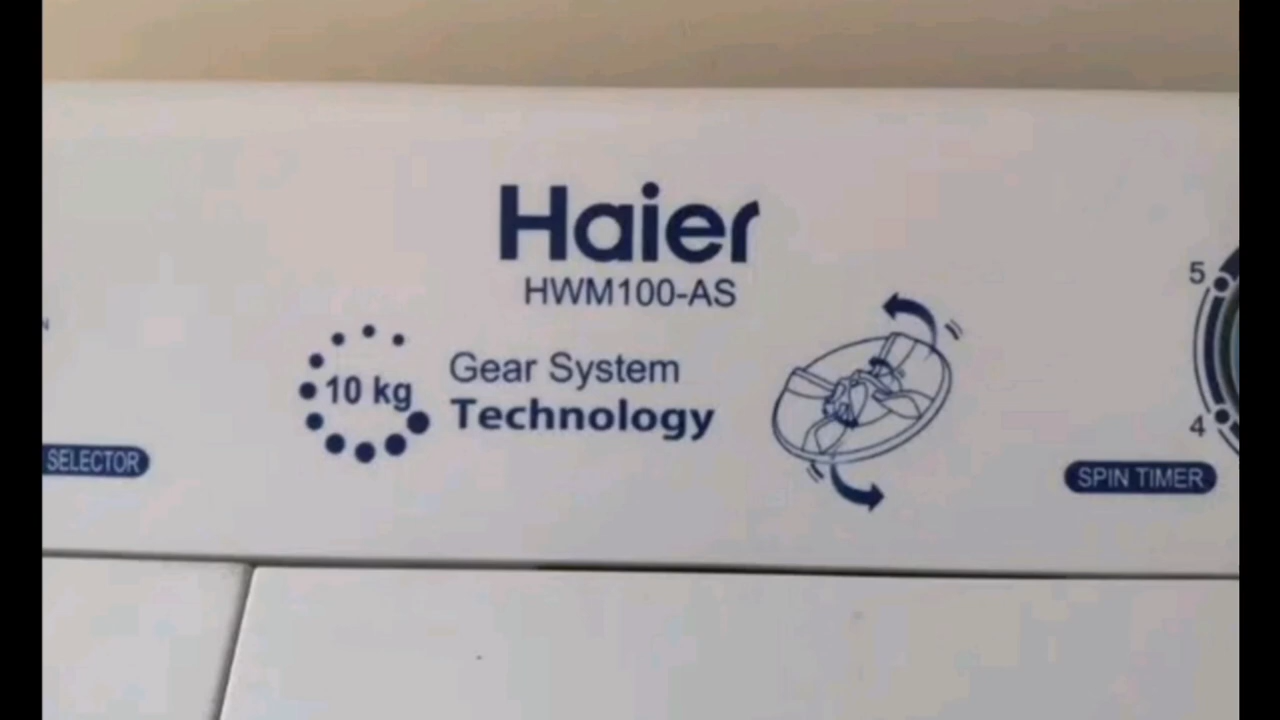 Haier
HWM100-AS
10 kg
Gear System
Technology
SELECTOR
5
4
SPIN TIMER